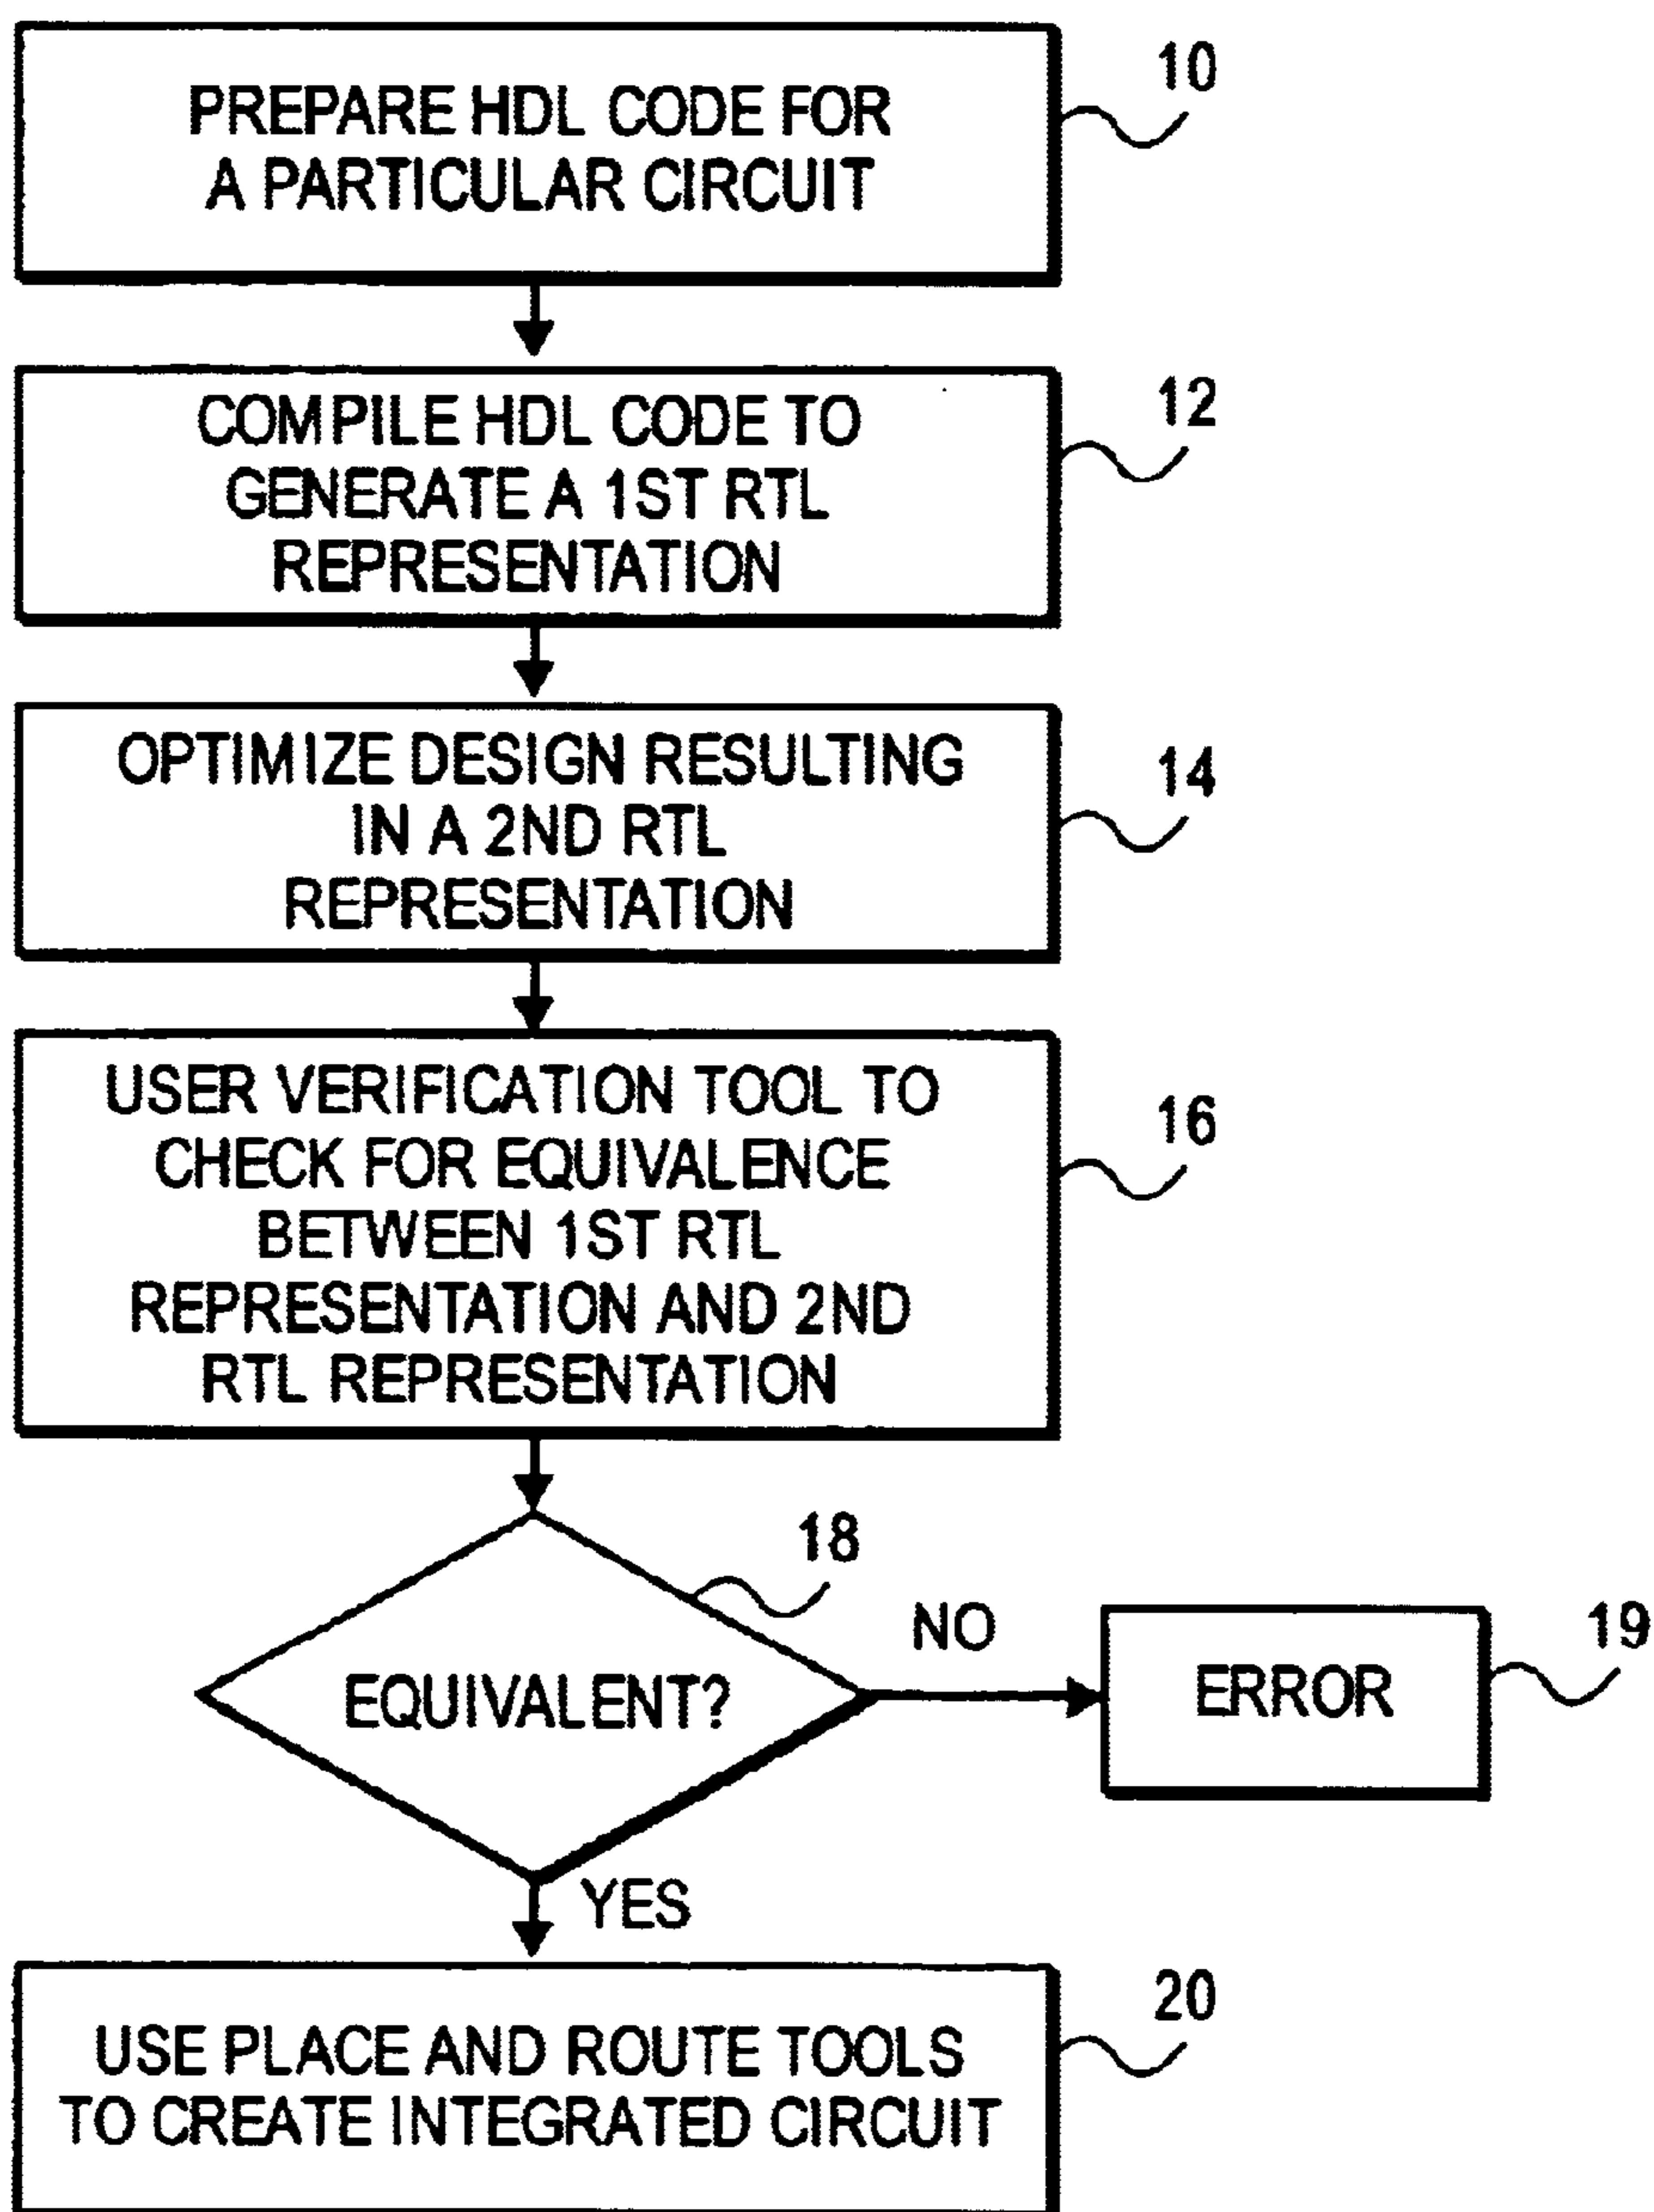 PREPARE HDL CODE FOR
A PARTICULAR CIRCUIT
10
COMPILE HDL CODE TO
GENERATE A 1ST RTL
REPRESENTATION
12
OPTIMIZE DESIGN RESULTING
IN A 2ND RTL
REPRESENTATION
14
USER VERIFICATION TOOL TO
CHECK FOR EQUIVALENCE
BETWEEN 1ST RTL
REPRESENTATION AND 2ND
RTL REPRESENTATION
16
18
EQUIVALENT?
NO
ERROR
19
YES
USE PLACE AND ROUTE TOOLS
TO CREATE INTEGRATED CIRCUIT
20